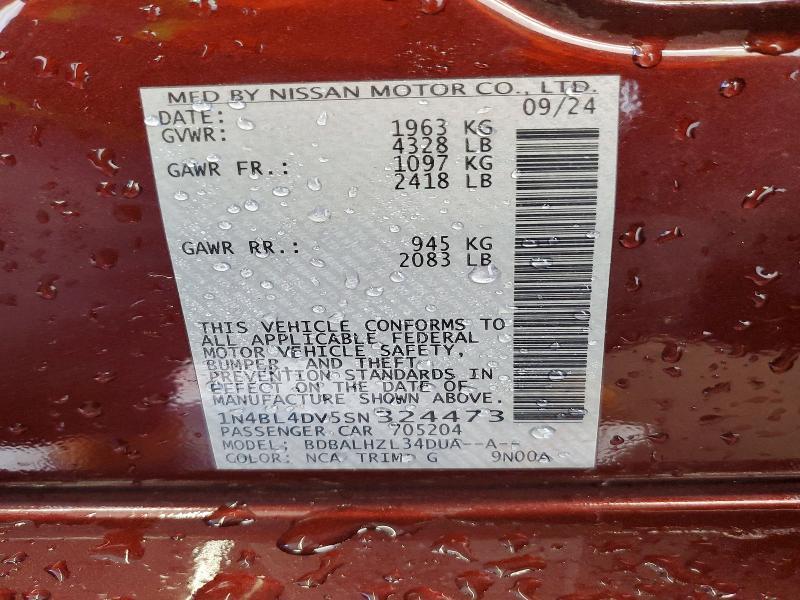 MFD BY NISSAN MOTOR CO., LTD.
DATE: 09/24
GVWR: 1963 KG
4328 LB
GAWR FR.: 1097 KG
2418 LB
GAWR RR.: 945 KG
2083 LB
THIS VEHICLE CONFORMS TO
ALL APPLICABLE FEDERAL
MOTOR VEHICLE SAFETY,
BUMPER, AND THEFT
PREVENTION STANDARDS IN
EFFECT ON THE DATE OF
MANUFACTURE SHOWN ABOVE.
1N4BL4DV5SN324473
PASSENGER CAR 705204
MODEL: BDBALHZL34DUA--A--
COLOR: NCA TRIM: G 9N00A